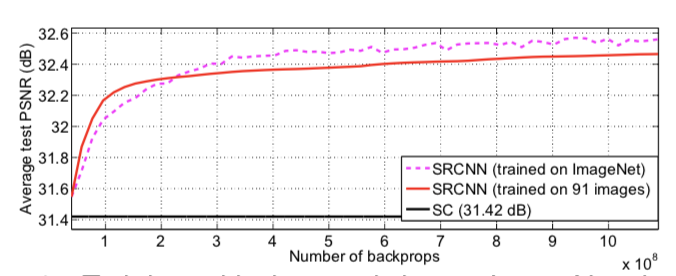 32.6
32.4
32.2
32
31.8
31.6
31.4
Average test PSNR (dB)
SRCNN (trained on ImageNet)
SRCNN (trained on 91 images)
SC (31.42 dB)
1 2 3 4 5 6 7 8 9 10
Number of backprops
x 10⁸